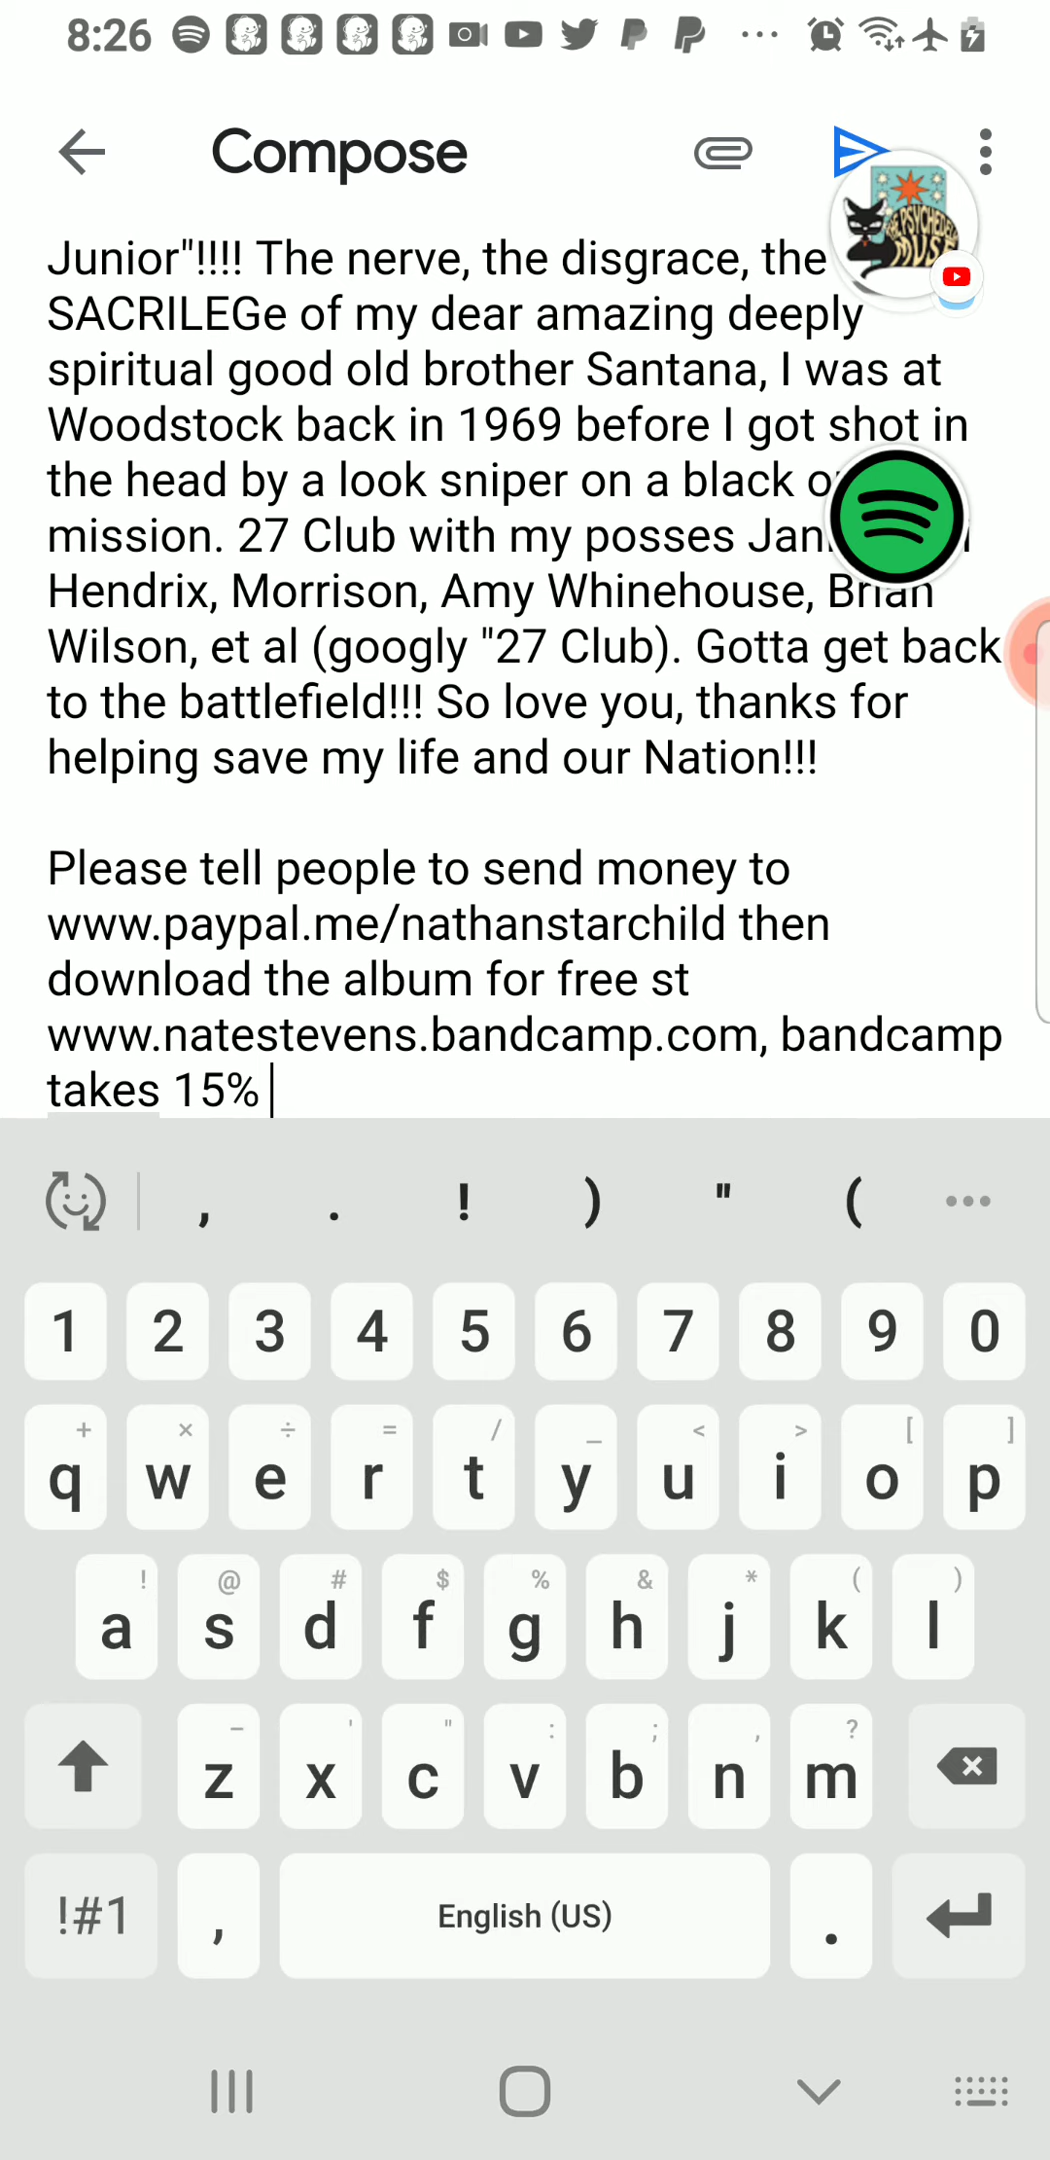 8:26
Compose
Junior"!!!! The nerve, the disgrace, the
SACRILEGe of my dear amazing deeply
spiritual good old brother Santana, I was at
Woodstock back in 1969 before I got shot in
the head by a look sniper on a black
mission. 27 Club with my posses
Hendrix, Morrison, Amy Whinehouse, Brian
Wilson, et al (googly "27 Club). Gotta get back
to the battlefield!!! So love you, thanks for
helping save my life and our Nation!!!
Please tell people to send money to
www.paypal.me/nathanstarchild then
download the album for free st
www.natestevens.bandcamp.com, bandcamp
takes 15%
, . ! ) " (
1 2 3 4 5 6 7 8 9 0
+ × ÷ = / _ < > [ ]
q w e r t y u i o p
! @ # $ % & * ( )
a s d f g h j k l
- ' " : ; , ?
z x c v b n m
!#1 , English (US) .